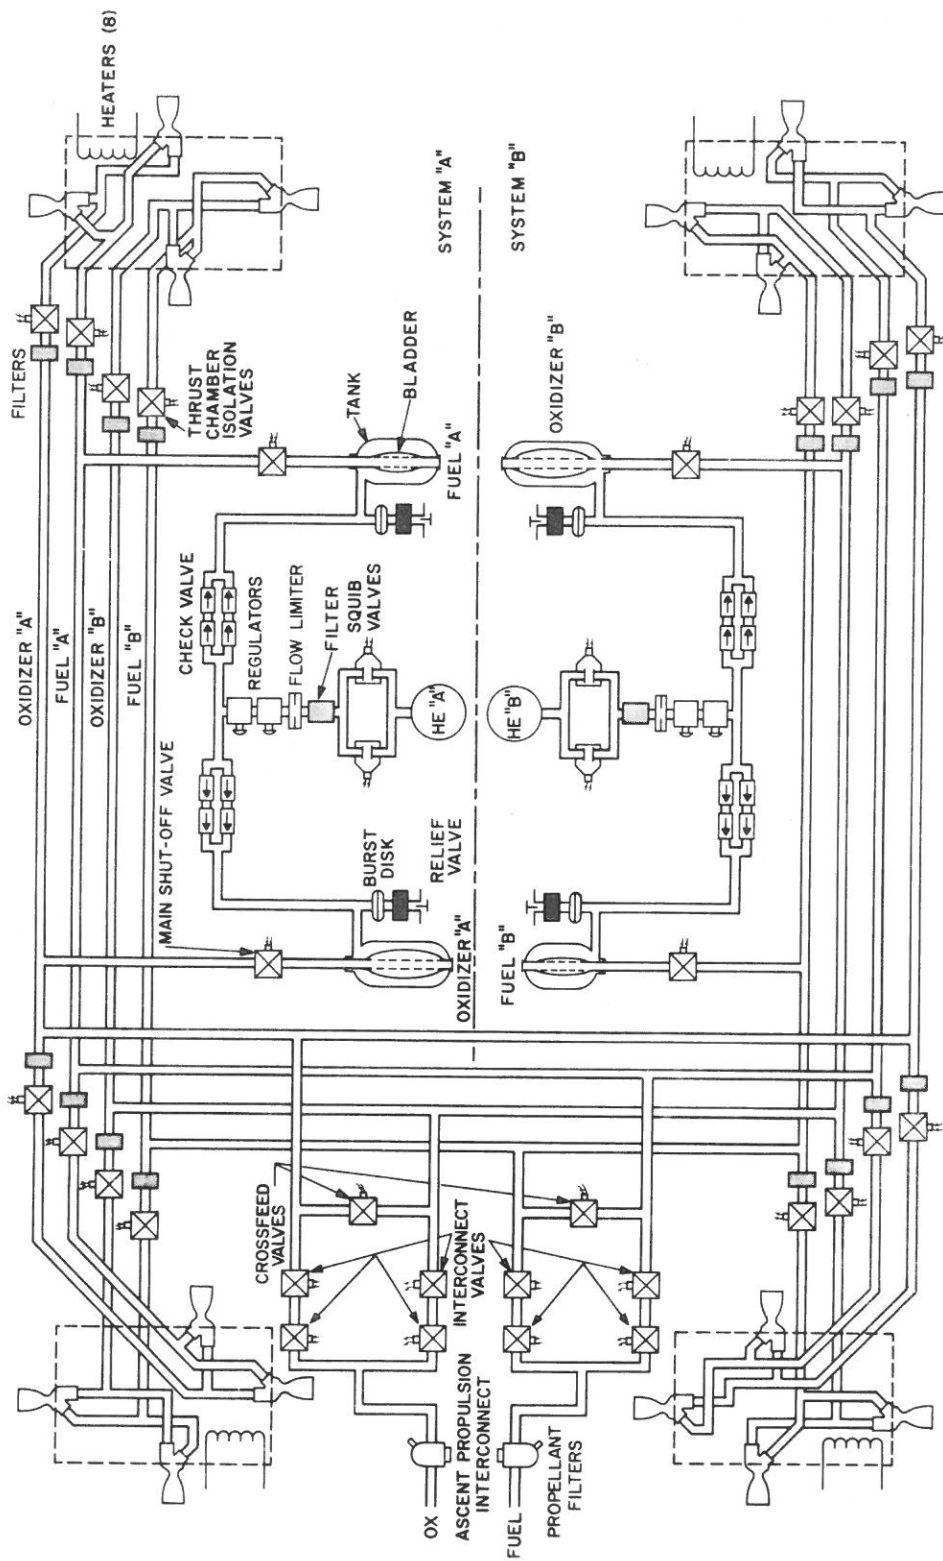 HEATERS (8)
FILTERS
THRUST
CHAMBER
ISOLATION
VALVES
SYSTEM "A"
SYSTEM "B"
TANK
BLADDER
FUEL "A"
OXIDIZER "B"
OXIDIZER "A"
FUEL "A"
OXIDIZER "B"
FUEL "B"
CHECK VALVE
REGULATORS
FLOW LIMITER
FILTER
SQUIB
VALVES
HE "A"
HE "B"
MAIN SHUT-OFF VALVE
BURST
DISK
RELIEF
VALVE
OXIDIZER "A"
FUEL "B"
CROSSFEED
VALVES
INTERCONNECT
VALVES
OX
ASCENT PROPULSION
INTERCONNECT
FUEL
PROPELLANT
FILTERS